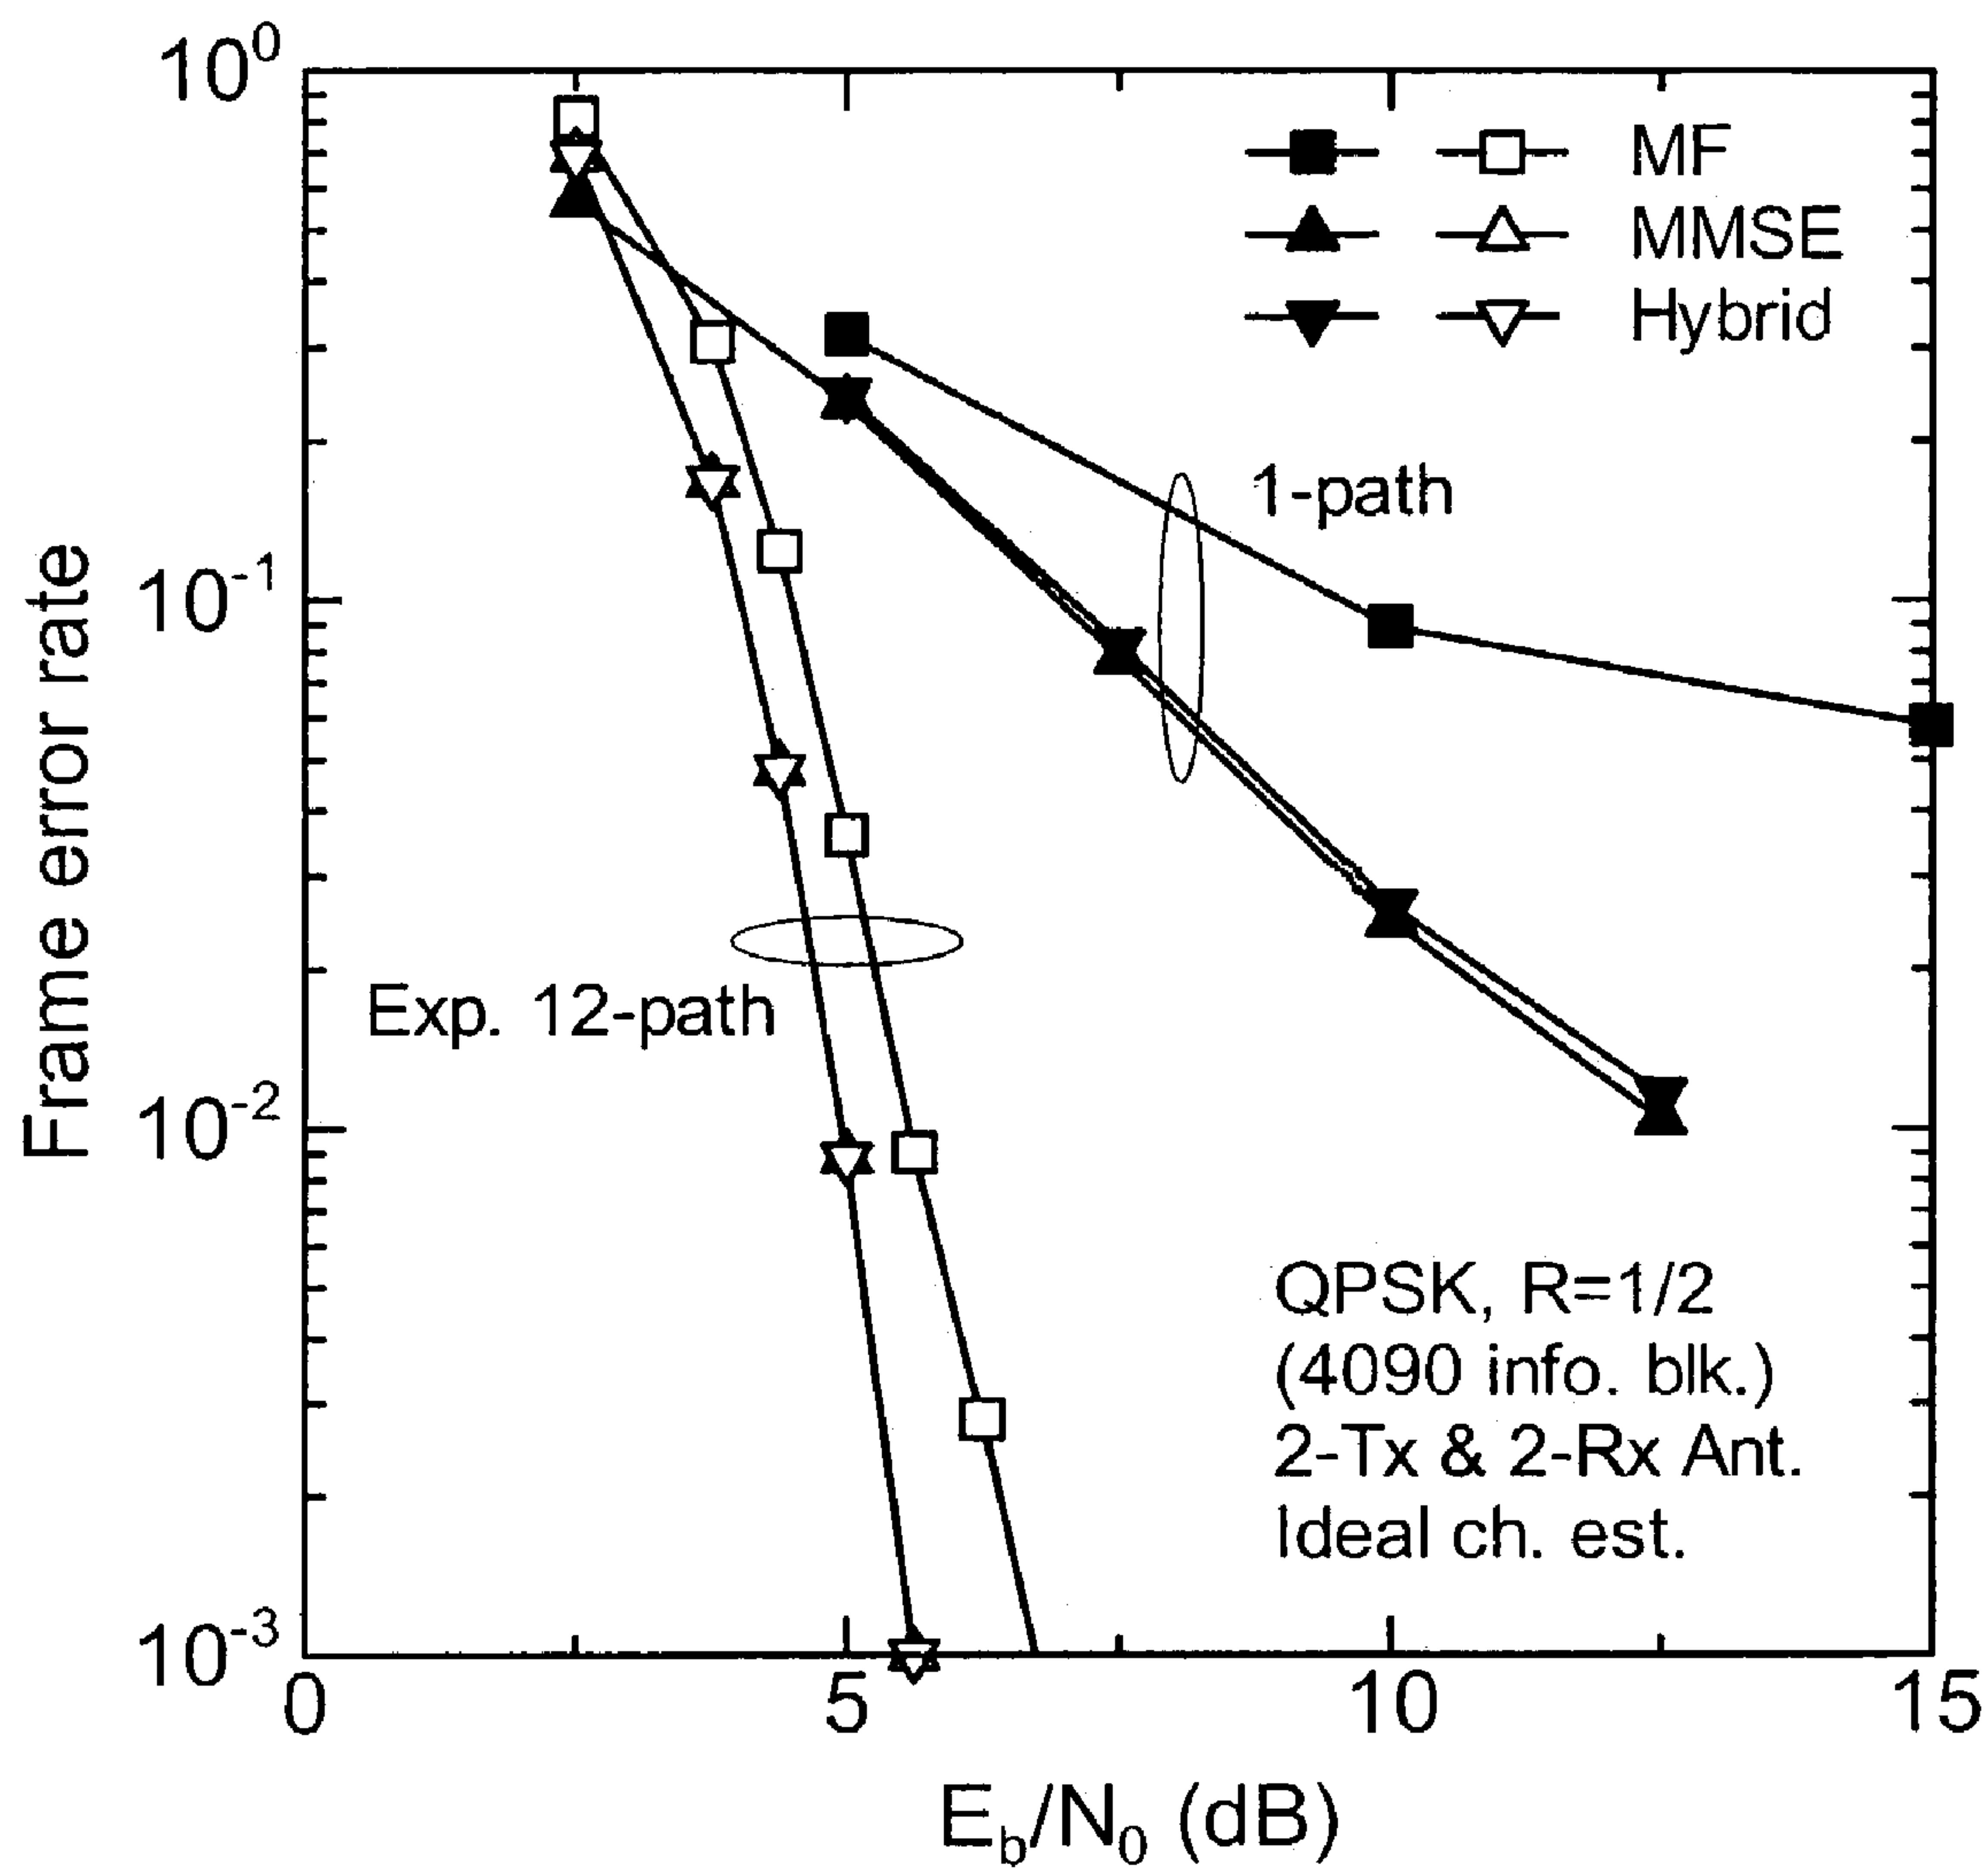 10^0
10^-1
10^-2
10^-3
Frame error rate
MF
MMSE
Hybrid
1-path
Exp. 12-path
QPSK, R=1/2
(4090 info. blk.)
2-Tx & 2-Rx Ant.
Ideal ch. est.
0 5 10 15
E_b/N_0 (dB)